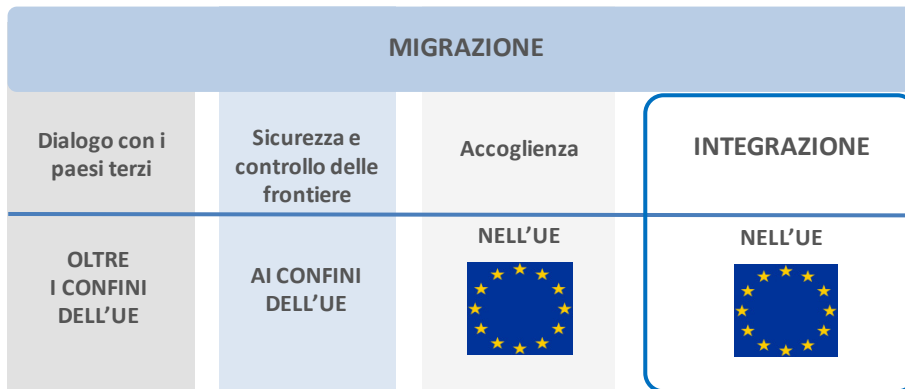 MIGRAZIONE
Dialogo con i
paesi terzi
Sicurezza e
controllo delle
frontiere
Accoglienza
INTEGRAZIONE
OLTRE
I CONFINI
DELL’UE
AI CONFINI
DELL’UE
NELL’UE
NELL’UE